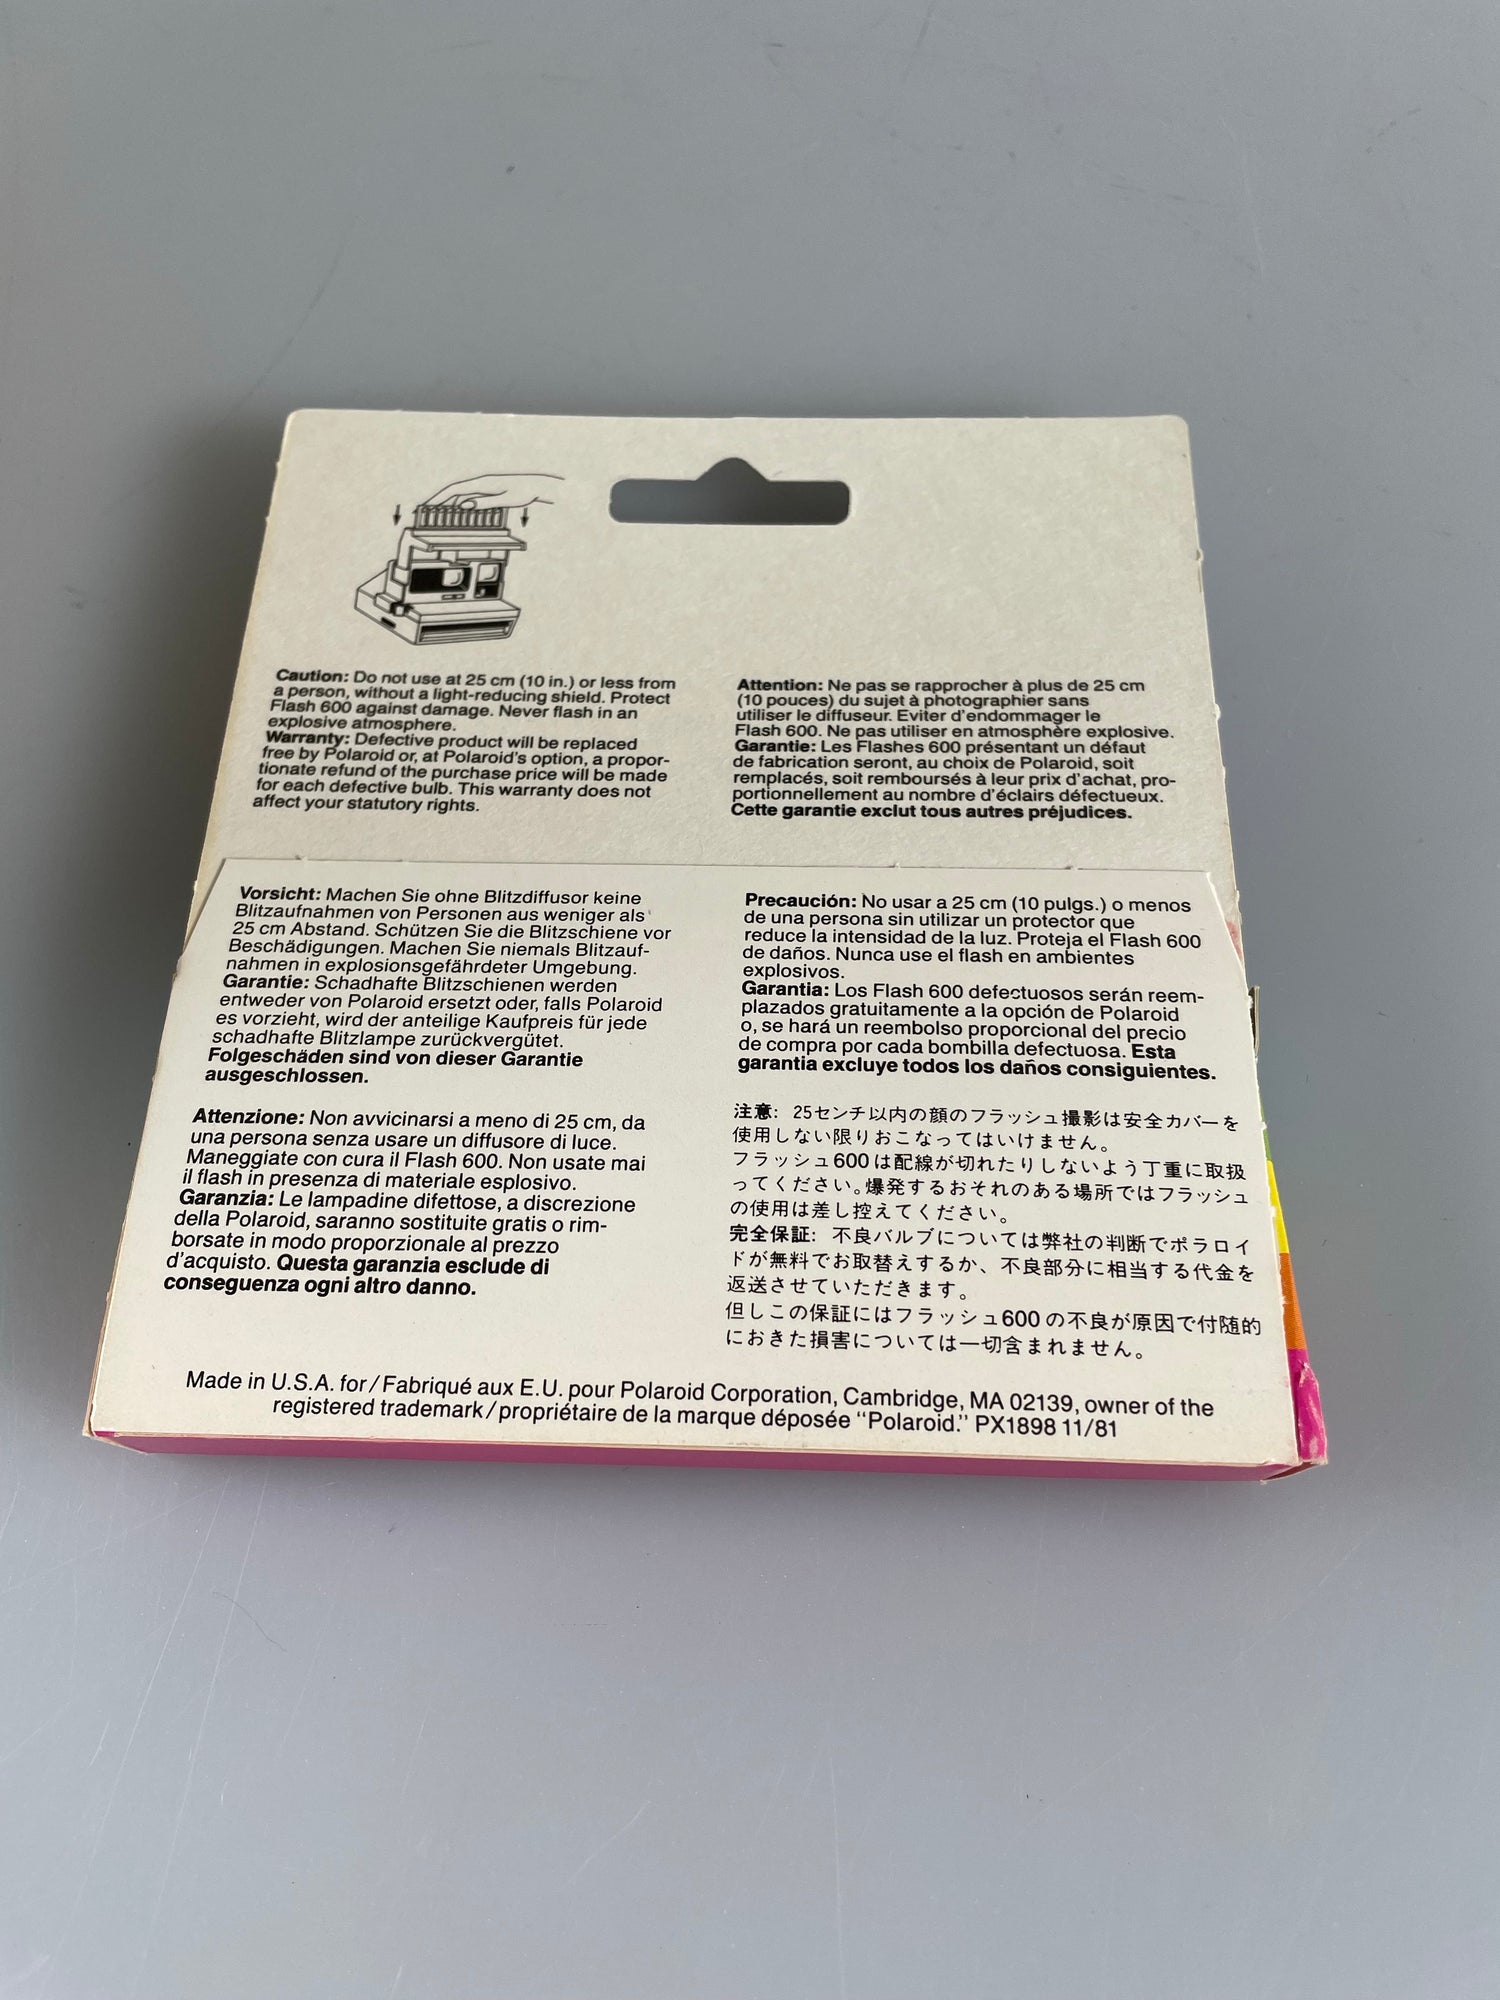 Caution: Do not use at 25 cm (10 in.) or less from
a person, without a light-reducing shield. Protect
Flash 600 against damage. Never flash in an
explosive atmosphere.
Warranty: Defective product will be replaced
free by Polaroid or, at Polaroid's option, a propor-
tionate refund of the purchase price will be made
for each defective bulb. This warranty does not
affect your statutory rights.
Attention: Ne pas se rapprocher à plus de 25 cm
(10 pouces) du sujet à photographier sans
utiliser le diffuseur. Eviter d'endommager le
Flash 600. Ne pas utiliser en atmosphère explosive.
Garantie: Les Flashes 600 présentant un défaut
de fabrication seront, au choix de Polaroid, soit
remplacés, soit remboursés à leur prix d'achat, pro-
portionnellement au nombre d'éclairs défectueux.
Cette garantie exclut tous autres préjudices.
Vorsicht: Machen Sie ohne Blitzdiffusor keine
Blitzaufnahmen von Personen aus weniger als
25 cm Abstand. Schützen Sie die Blitzschiene vor
Beschädigungen. Machen Sie niemals Blitzauf-
nahmen in explosionsgefährdeter Umgebung.
Garantie: Schadhafte Blitzschienen werden
entweder von Polaroid ersetzt oder, falls Polaroid
es vorzieht, wird der anteilige Kaufpreis für jede
schadhafte Blitzlampe zurückvergütet.
Folgeschäden sind von dieser Garantie
ausgeschlossen.
Precaución: No usar a 25 cm (10 pulgs.) o menos
de una persona sin utilizar un protector que
reduce la intensidad de la luz. Proteja el Flash 600
de daños. Nunca use el flash en ambientes
explosivos.
Garantia: Los Flash 600 defectuosos serán reem-
plazados gratuitamente a la opción de Polaroid
o, se hará un reembolso proporcional del precio
de compra por cada bombilla defectuosa. Esta
garantia excluye todos los daños consiguientes.
Attenzione: Non avvicinarsi a meno di 25 cm, da
una persona senza usare un diffusore di luce.
Maneggiate con cura il Flash 600. Non usate mai
il flash in presenza di materiale esplosivo.
Garanzia: Le lampadine difettose, a discrezione
della Polaroid, saranno sostituite gratis o rim-
borsate in modo proporzionale al prezzo
d'acquisto. Questa garanzia esclude di
conseguenza ogni altro danno.
注意: 25センチ以内の顔のフラッシュ撮影は安全カバーを
使用しない限りおこなってはいけません。
フラッシュ600は配線が切れたりしないよう丁重に取扱
ってください。爆発するおそれのある場所ではフラッシュ
の使用は差し控えてください。
完全保証: 不良バルブについては弊社の判断でポラロイ
ドが無料でお取替えするか、不良部分に相当する代金を
返送させていただきます。
但しこの保証にはフラッシュ600の不良が原因で付随的
におきた損害については一切含まれません。
Made in U.S.A. for/Fabriqué aux E.U. pour Polaroid Corporation, Cambridge, MA 02139, owner of the
registered trademark/propriétaire de la marque déposée "Polaroid." PX1898 11/81